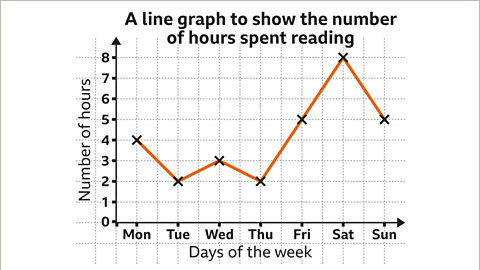 A line graph to show the number
of hours spent reading
Number of hours
8
7
6
5
4
3
2
1
0
Mon Tue Wed Thu Fri Sat Sun
Days of the week